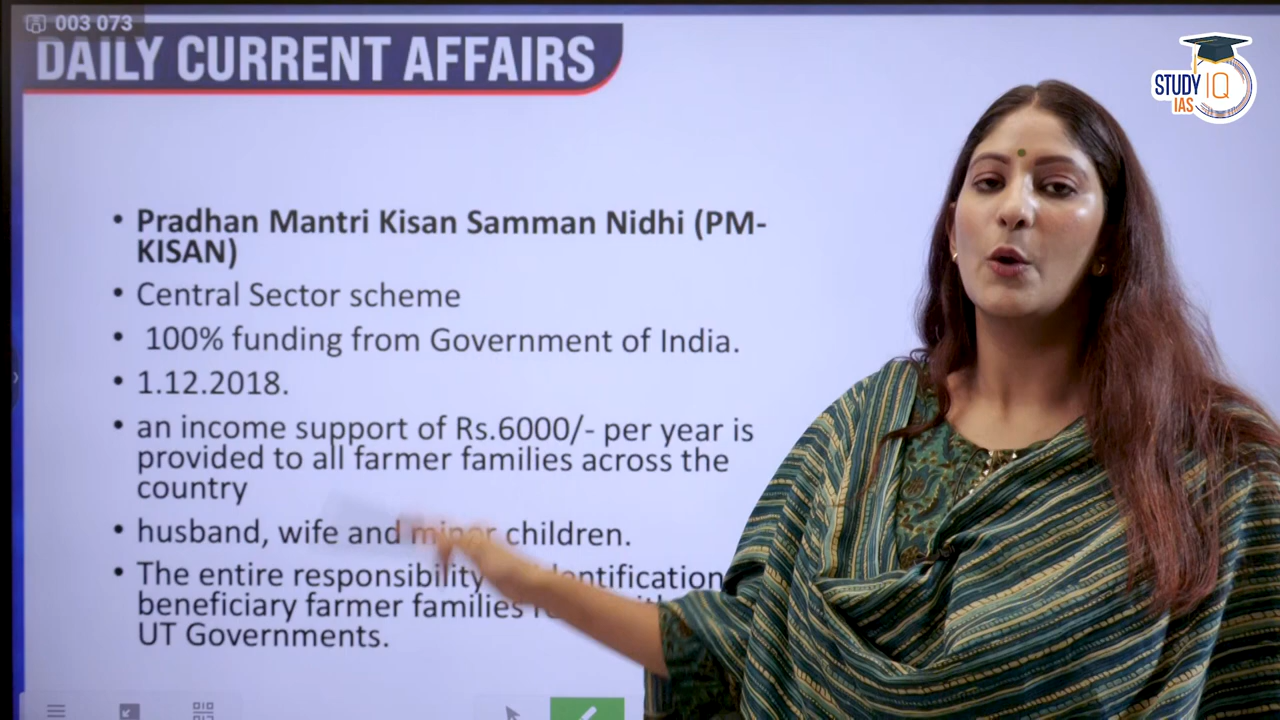 003 073
DAILY CURRENT AFFAIRS
STUDY IQ
IAS
• Pradhan Mantri Kisan Samman Nidhi (PM-
KISAN)
• Central Sector scheme
• 100% funding from Government of India.
• 1.12.2018.
• an income support of Rs.6000/- per year is
provided to all farmer families across the
country
• husband, wife and minor children.
• The entire responsibility
beneficiary farmer families
UT Governments.